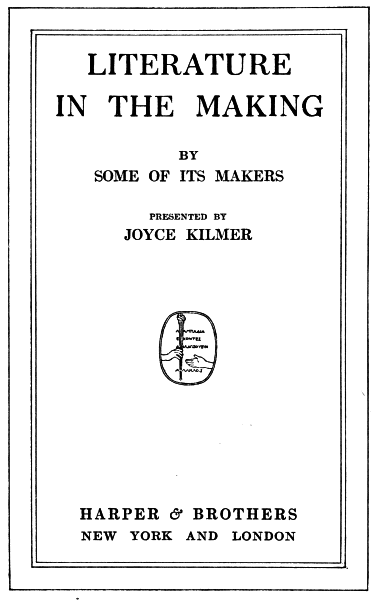 LITERATURE
IN THE MAKING
BY
SOME OF ITS MAKERS
PRESENTED BY
JOYCE KILMER
HARPER & BROTHERS
NEW YORK AND LONDON